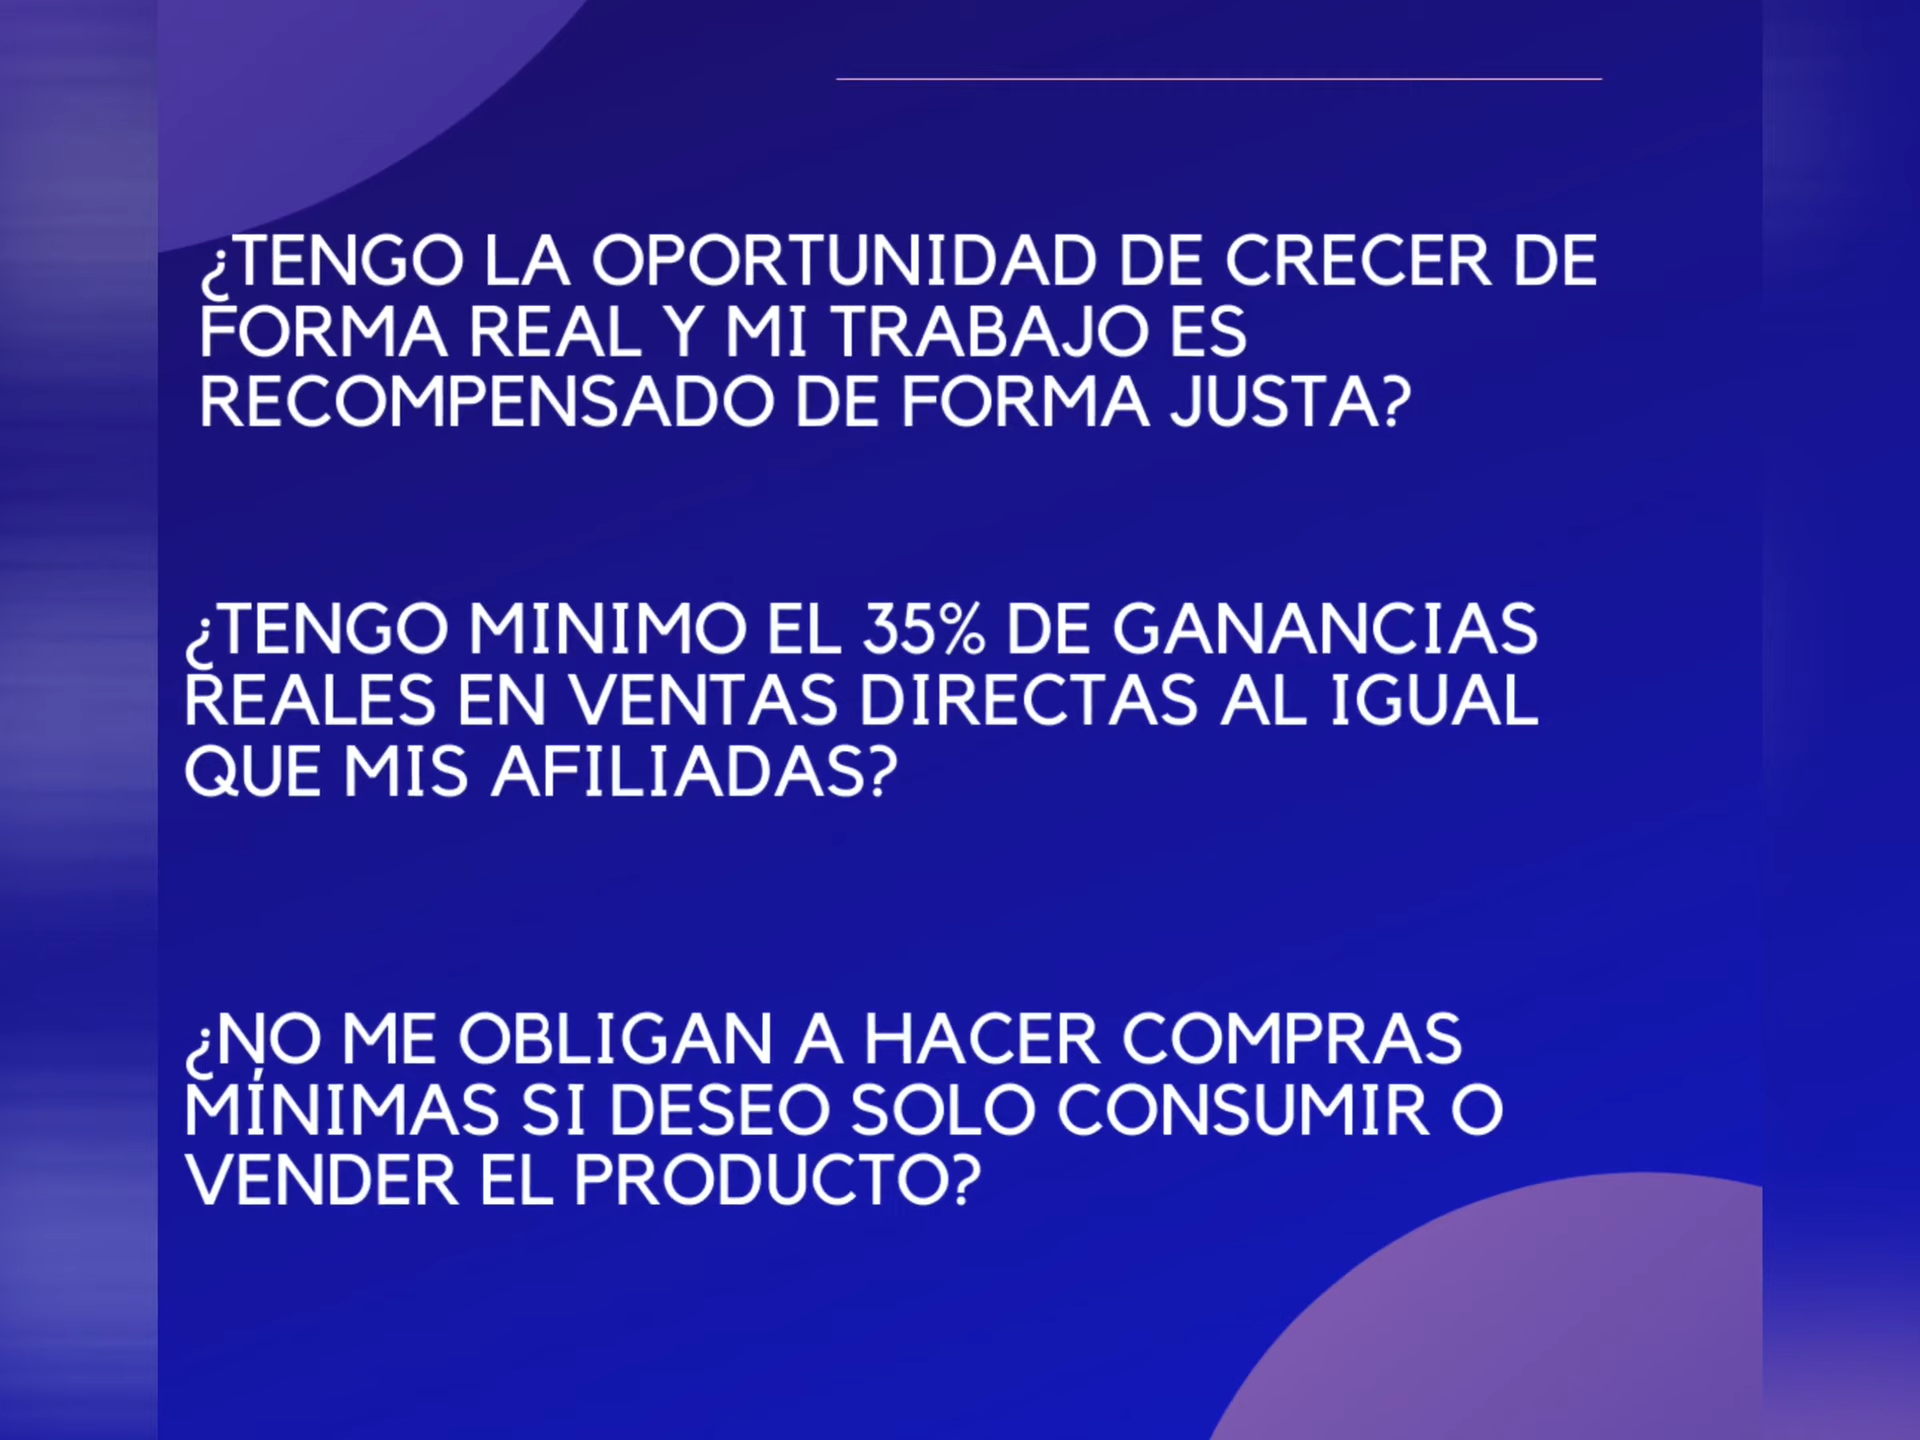 ¿TENGO LA OPORTUNIDAD DE CRECER DE
FORMA REAL Y MI TRABAJO ES
RECOMPENSADO DE FORMA JUSTA?
¿TENGO MINIMO EL 35% DE GANANCIAS
REALES EN VENTAS DIRECTAS AL IGUAL
QUE MIS AFILIADAS?
¿NO ME OBLIGAN A HACER COMPRAS
MÍNIMAS SI DESEO SOLO CONSUMIR O
VENDER EL PRODUCTO?